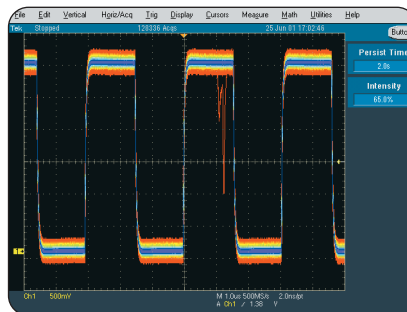 File Edit Vertical Horiz/Acq Trig Display Cursors Measure Math Utilities Help
Tek Stopped 128336 Acqs 25 Jun 01 17:02:46
Persist Time
2.0s
Intensity
65.0%
Ch1 500mV M 1.0us 500MS/s 2.0ns/pt
A Ch1 / 1.38 V